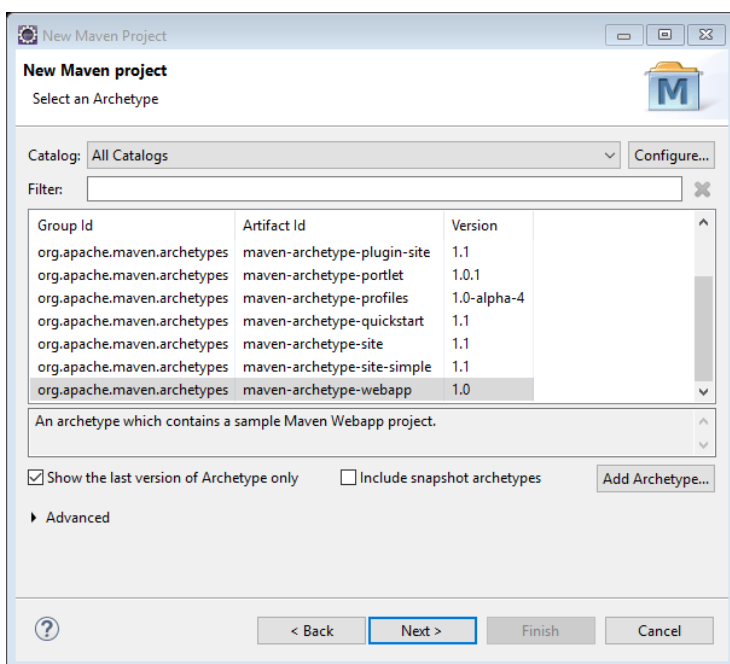 New Maven Project
New Maven project
Select an Archetype
M
Catalog: All Catalogs Configure...
Filter:
Group Id Artifact Id Version
org.apache.maven.archetypes maven-archetype-plugin-site 1.1
org.apache.maven.archetypes maven-archetype-portlet 1.0.1
org.apache.maven.archetypes maven-archetype-profiles 1.0-alpha-4
org.apache.maven.archetypes maven-archetype-quickstart 1.1
org.apache.maven.archetypes maven-archetype-site 1.1
org.apache.maven.archetypes maven-archetype-site-simple 1.1
org.apache.maven.archetypes maven-archetype-webapp 1.0
An archetype which contains a sample Maven Webapp project.
Show the last version of Archetype only Include snapshot archetypes Add Archetype...
Advanced
? < Back Next > Finish Cancel